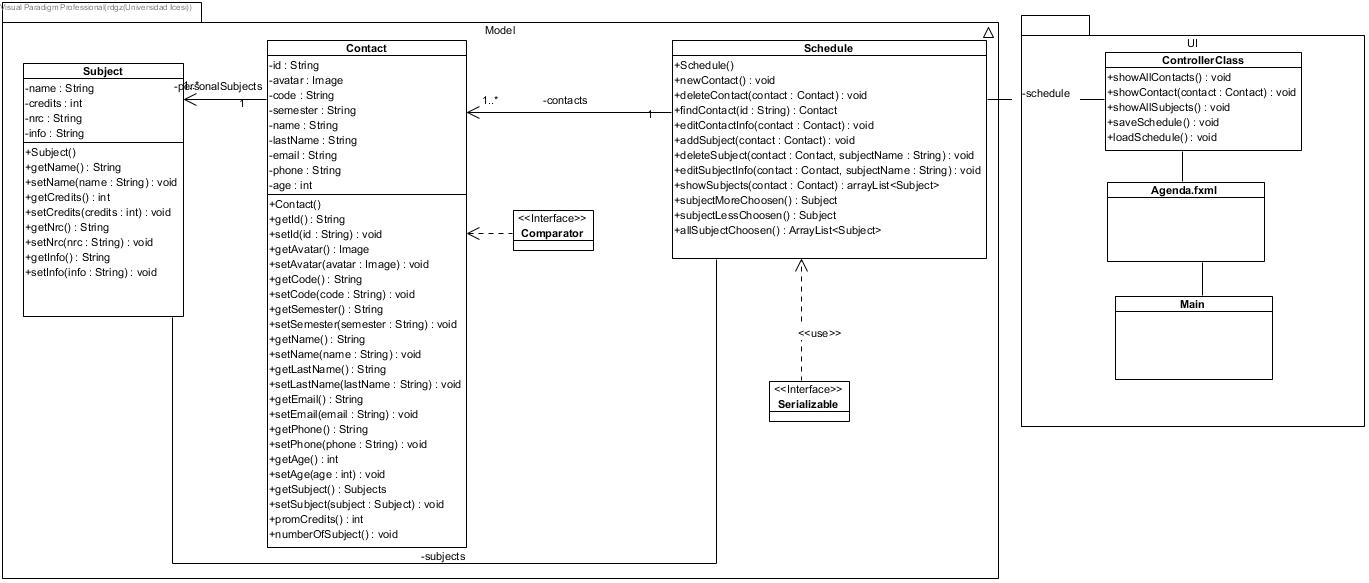 Visual Paradigm Professional(rdgz(Universidad Icesi))
Model
Subject
-name : String
-credits : int
-nrc : String
-info : String
+Subject()
+getName() : String
+setName(name : String) : void
+getCredits() : int
+setCredits(credits : int) : void
+getNrc() : String
+setNrc(nrc : String) : void
+getInfo() : String
+setInfo(info : String) : void
1..*
-personalSubjects
1
Contact
-id : String
-avatar : Image
-code : String
-semester : String
-name : String
-lastName : String
-email : String
-phone : String
-age : int
+Contact()
+getId() : String
+setId(id : String) : void
+getAvatar() : Image
+setAvatar(avatar : Image) : void
+getCode() : String
+setCode(code : String) : void
+getSemester() : String
+setSemester(semester : String) : void
+getName() : String
+setName(name : String) : void
+getLastName() : String
+setLastName(lastName : String) : void
+getEmail() : String
+setEmail(email : String) : void
+getPhone() : String
+setPhone(phone : String) : void
+getAge() : int
+setAge(age : int) : void
+getSubject() : Subjects
+setSubject(subject : Subject) : void
+promCredits() : int
+numberOfSubject() : void
-subjects
<<Interface>>
Comparator
1..*
-contacts
1
Schedule
+Schedule()
+newContact() : void
+deleteContact(contact : Contact) : void
+findContact(id : String) : Contact
+editContactInfo(contact : Contact) : void
+addSubject(contact : Contact) : void
+deleteSubject(contact : Contact, subjectName : String) : void
+editSubjectInfo(contact : Contact, subjectName : String) : void
+showSubjects(contact : Contact) : arrayList<Subject>
+subjectMoreChoosen() : Subject
+subjectLessChoosen() : Subject
+allSubjectChoosen() : ArrayList<Subject>
<<use>>
<<Interface>>
Serializable
-schedule
UI
ControllerClass
+showAllContacts() : void
+showContact(contact : Contact) : void
+showAllSubjects() : void
+saveSchedule() : void
+loadSchedule() : void
Agenda.fxml
Main